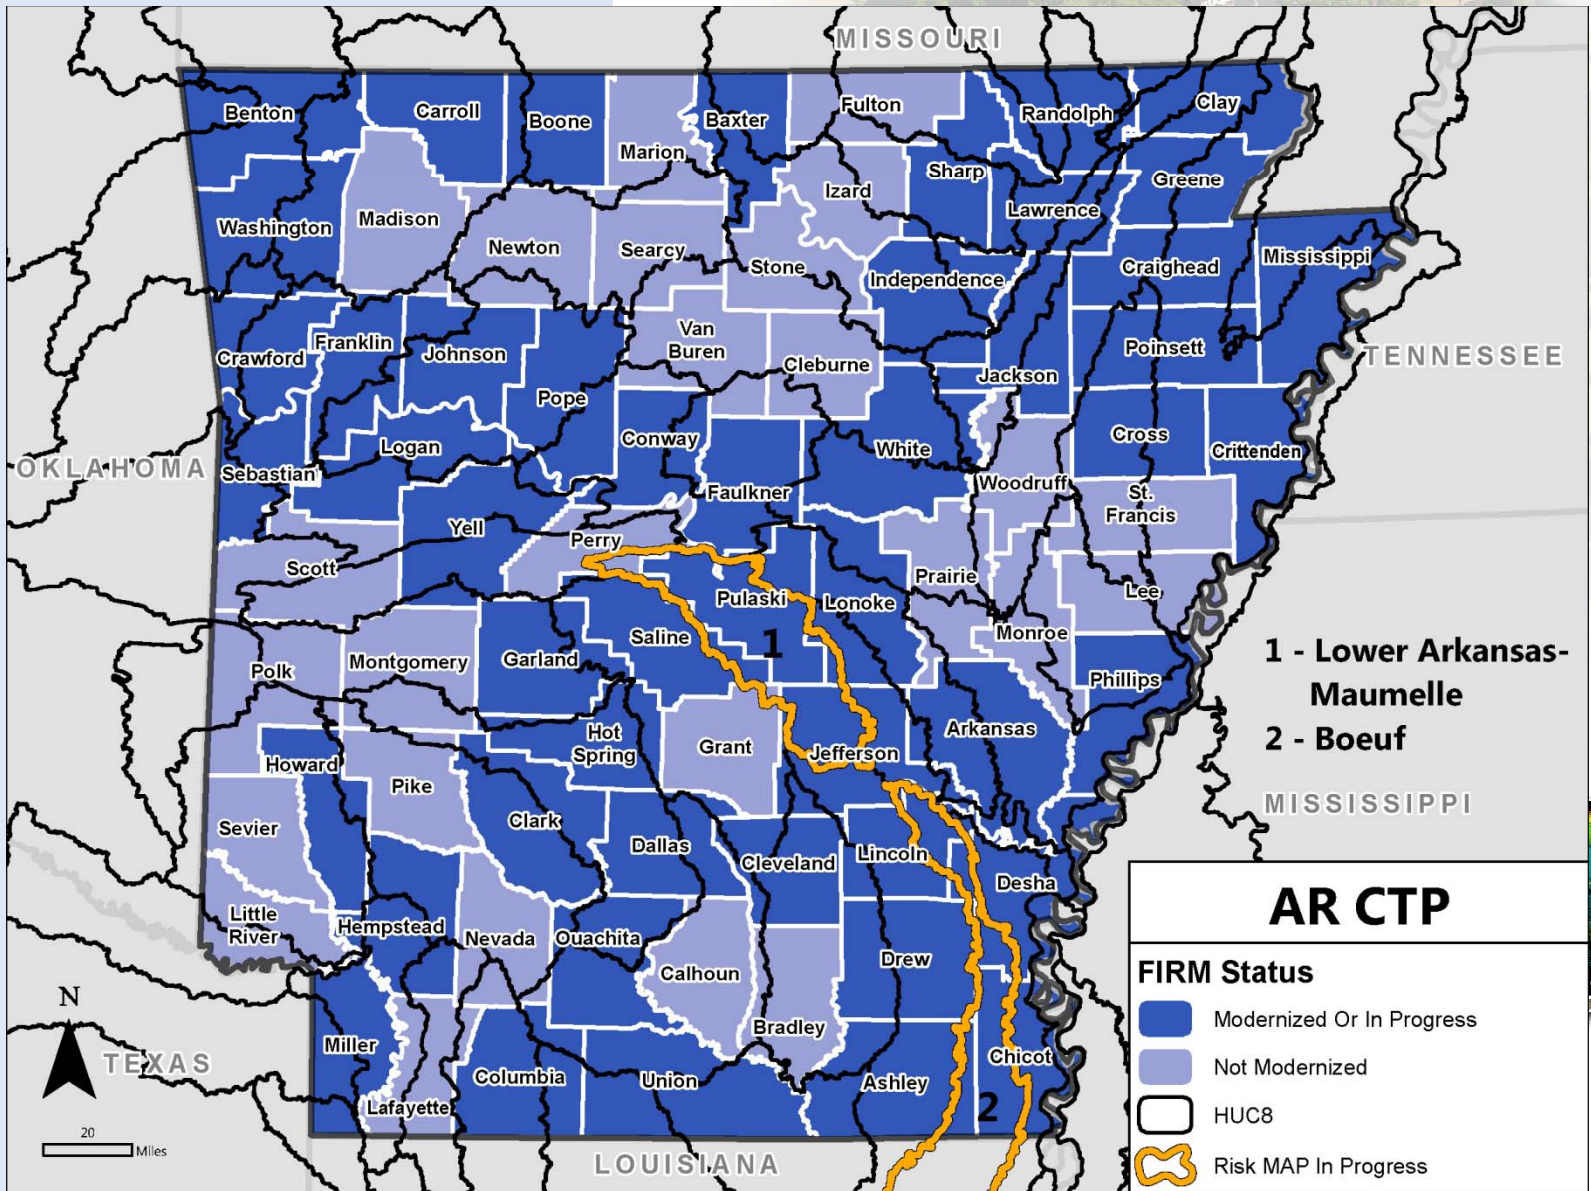 MISSOURI
Benton
Carroll
Boone
Marion
Baxter
Fulton
Randolph
Clay
Sharp
Greene
Izard
Lawrence
Washington
Madison
Newton
Searcy
Stone
Independence
Craighead
Mississippi
Crawford
Franklin
Johnson
Van
Buren
Cleburne
Jackson
Poinsett
TENNESSEE
Pope
Logan
Conway
White
Cross
Crittenden
OKLAHOMA
Sebastian
Faulkner
Woodruff
St.
Francis
Yell
Perry
Scott
Prairie
Lee
Pulaski
Lonoke
Saline
1
Monroe
Polk
Montgomery
Garland
Phillips
1 - Lower Arkansas-
Maumelle
2 - Boeuf
Hot
Spring
Grant
Jefferson
Arkansas
Howard
Pike
MISSISSIPPI
Sevier
Clark
Dallas
Cleveland
Lincoln
Desha
Little
River
Hempstead
Nevada
Ouachita
Calhoun
Drew
Bradley
Miller
Columbia
Union
Ashley
Chicot
Lafayette
2
N
TEXAS
20
Miles
LOUISIANA
AR CTP
FIRM Status
Modernized Or In Progress
Not Modernized
HUC8
Risk MAP In Progress